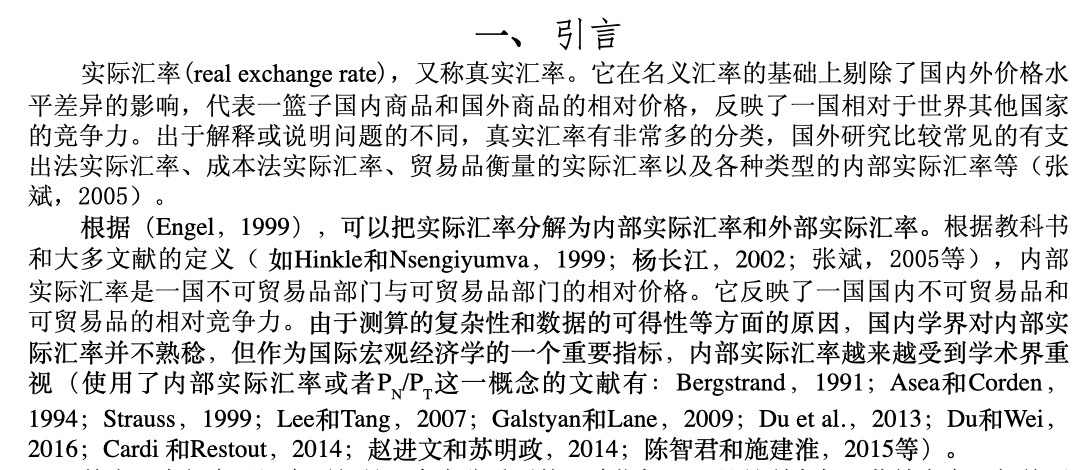 一、 引言
实际汇率(real exchange rate)，又称真实汇率。它在名义汇率的基础上剔除了国内外价格水
平差异的影响，代表一篮子国内商品和国外商品的相对价格，反映了一国相对于世界其他国家
的竞争力。出于解释或说明问题的不同，真实汇率有非常多的分类，国外研究比较常见的有支
出法实际汇率、成本法实际汇率、贸易品衡量的实际汇率以及各种类型的内部实际汇率等（张
斌，2005）。
根据（Engel，1999），可以把实际汇率分解为内部实际汇率和外部实际汇率。根据教科书
和大多文献的定义（ 如Hinkle和Nsengiyumva，1999；杨长江，2002；张斌，2005等），内部
实际汇率是一国不可贸易品部门与可贸易品部门的相对价格。它反映了一国国内不可贸易品和
可贸易品的相对竞争力。由于测算的复杂性和数据的可得性等方面的原因，国内学界对内部实
际汇率并不熟稔，但作为国际宏观经济学的一个重要指标，内部实际汇率越来越受到学术界重
视（使用了内部实际汇率或者P_N/P_T这一概念的文献有：Bergstrand，1991；Asea和Corden，
1994；Strauss，1999；Lee和Tang，2007；Galstyan和Lane，2009；Du et al.，2013；Du和Wei，
2016；Cardi 和Restout，2014；赵进文和苏明政，2014；陈智君和施建淮，2015等）。